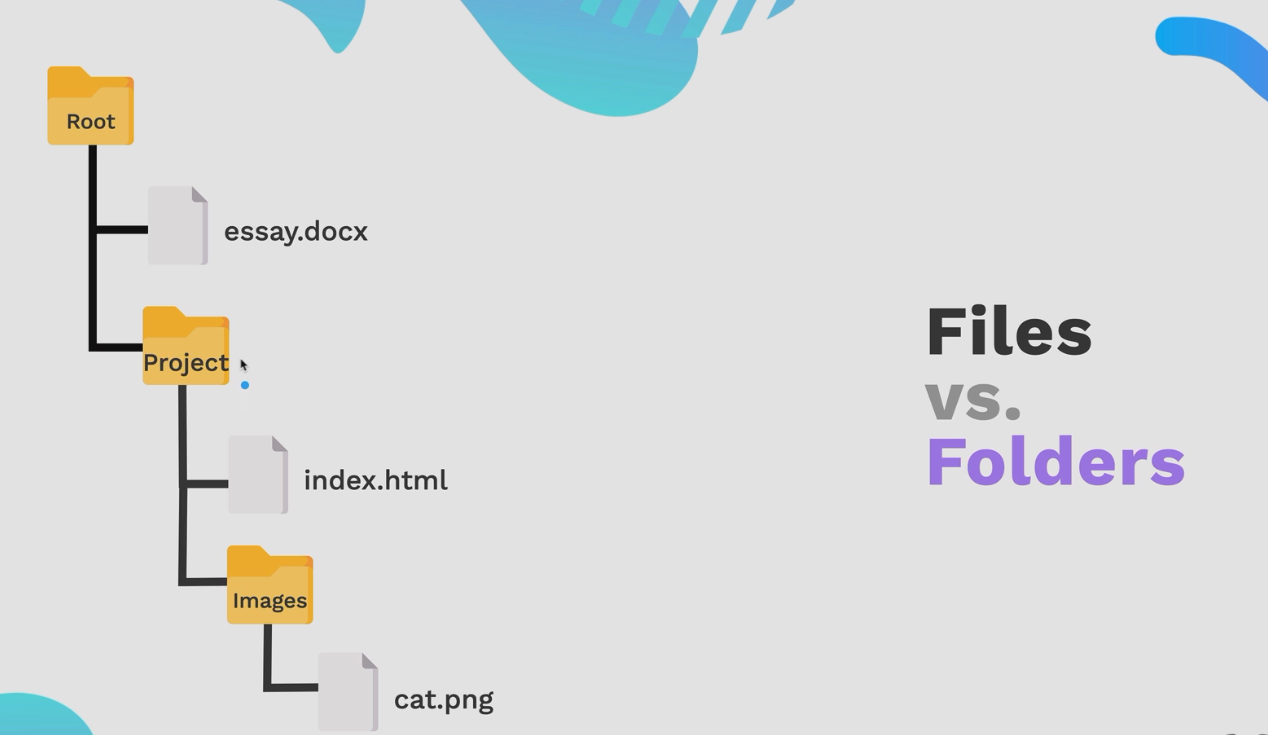 Root
essay.docx
Project
index.html
Images
cat.png
Files
vs.
Folders